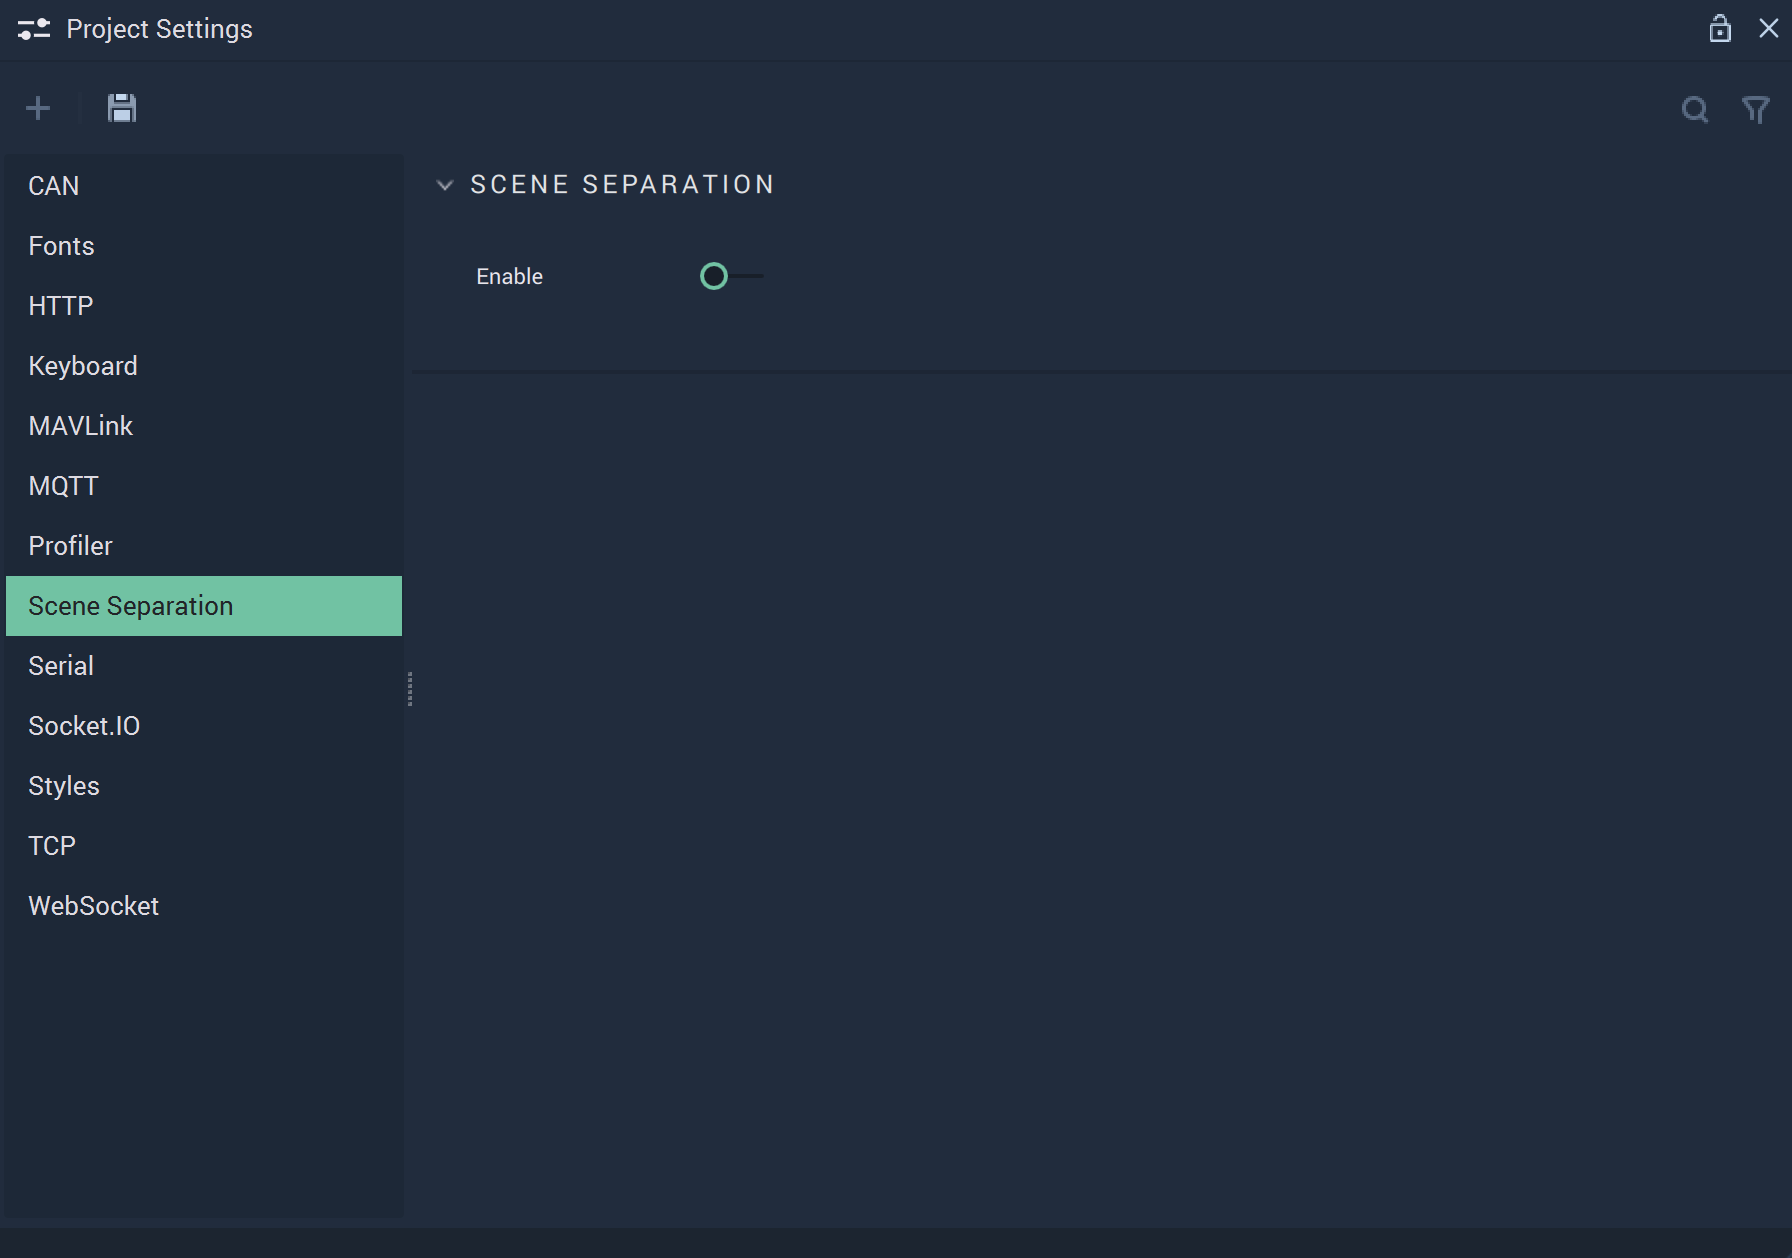 Project Settings
CAN
Fonts
HTTP
Keyboard
MAVLink
MQTT
Profiler
Scene Separation
Serial
Socket.IO
Styles
TCP
WebSocket
SCENE SEPARATION
Enable